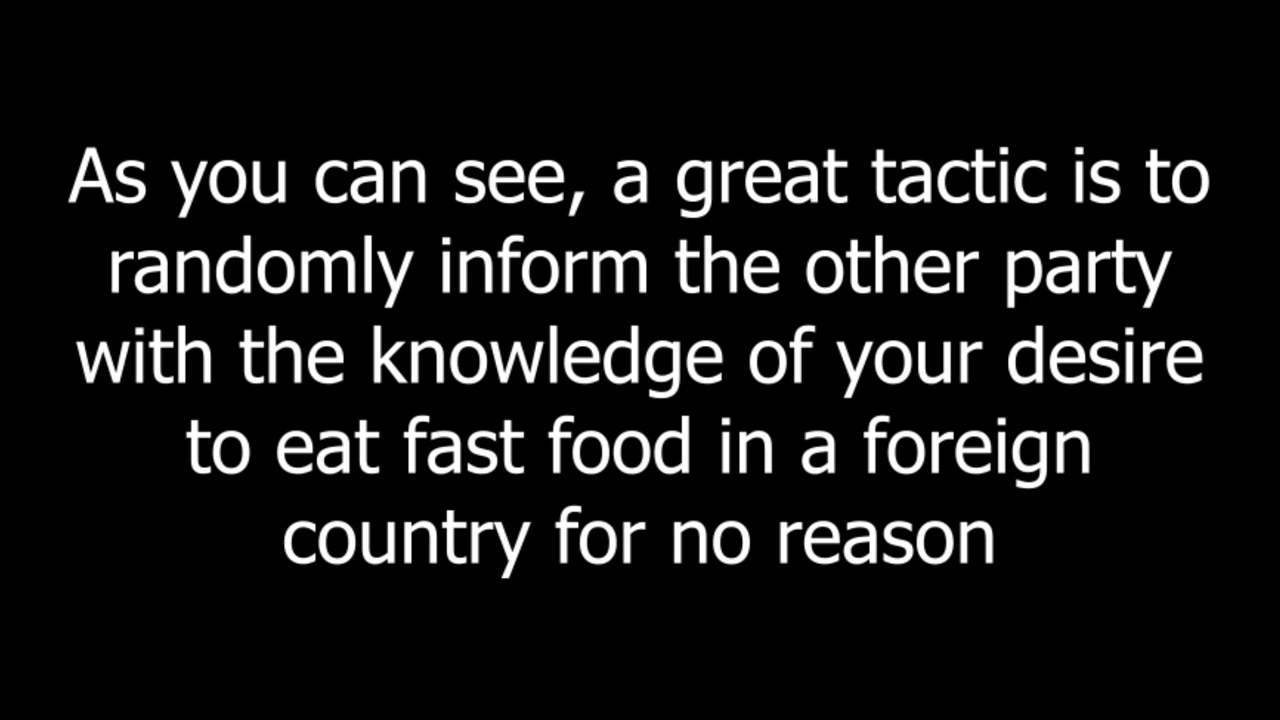 As you can see, a great tactic is to
randomly inform the other party
with the knowledge of your desire
to eat fast food in a foreign
country for no reason